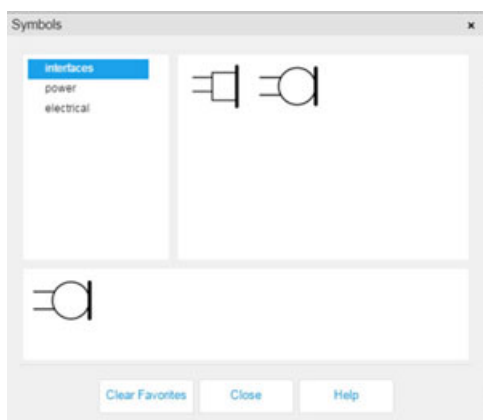 Symbols ×
interfaces
power
electrical
Clear Favorites Close Help